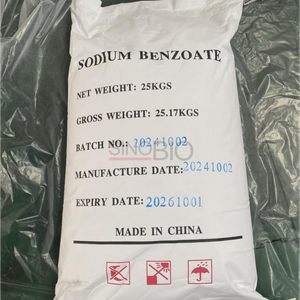 SODIUM BENZOATE
NET WEIGHT: 25KGS
GROSS WEIGHT: 25.17KGS
BATCH NO.: 20241002
SINOBIO
MANUFACTURE DATE: 20241002
EXPIRY DATE: 20261001
MADE IN CHINA